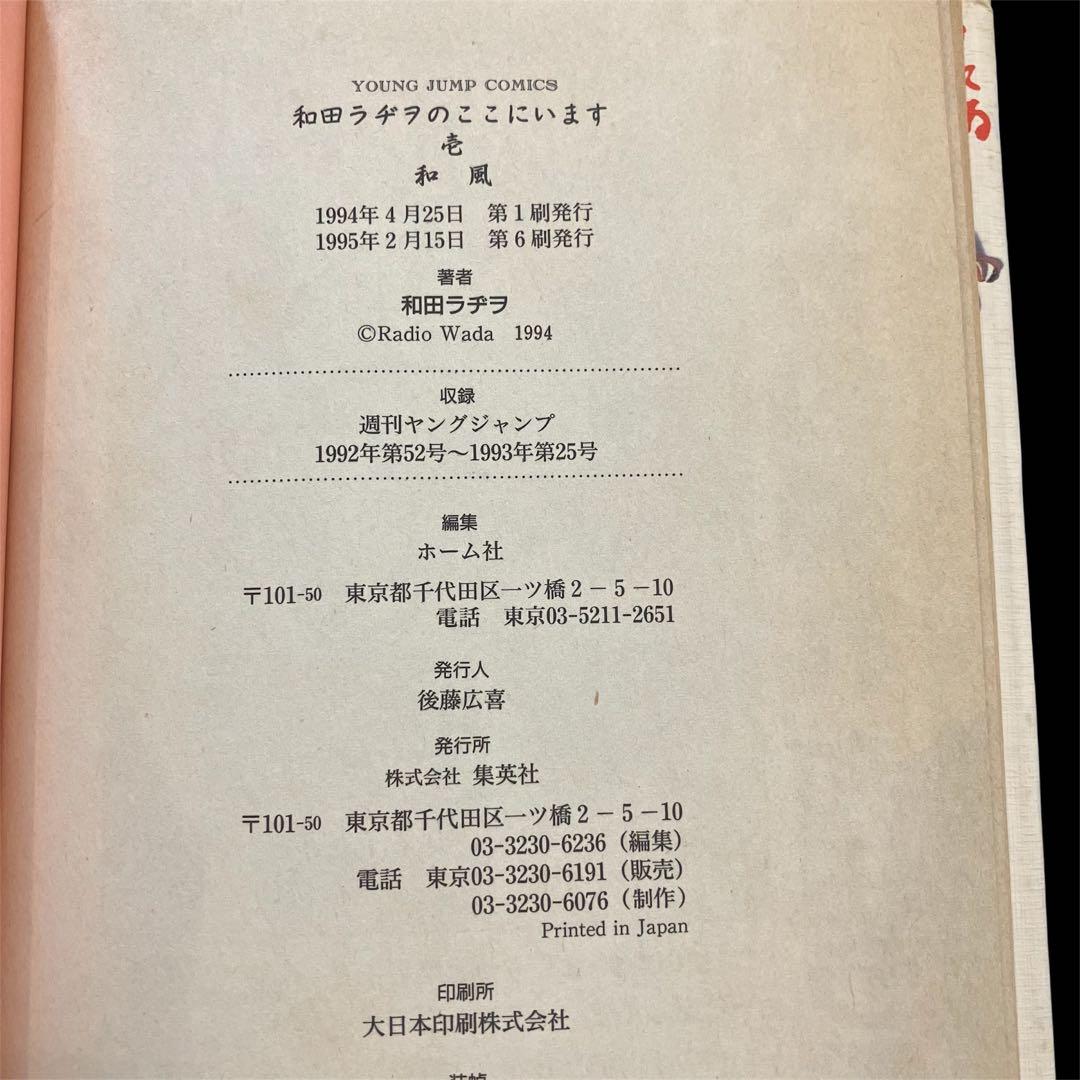 YOUNG JUMP COMICS
和田ラヂヲのここにいます
壱
和 風
1994年4月25日 第1刷発行
1995年2月15日 第6刷発行
著者
和田ラヂヲ
©Radio Wada 1994
収録
週刊ヤングジャンプ
1992年第52号〜1993年第25号
編集
ホーム社
〒101-50 東京都千代田区一ツ橋2－5－10
電話 東京03-5211-2651
発行人
後藤広喜
発行所
株式会社 集英社
〒101-50 東京都千代田区一ツ橋2－5－10
03-3230-6236（編集）
電話 東京03-3230-6191（販売）
03-3230-6076（制作）
Printed in Japan
印刷所
大日本印刷株式会社